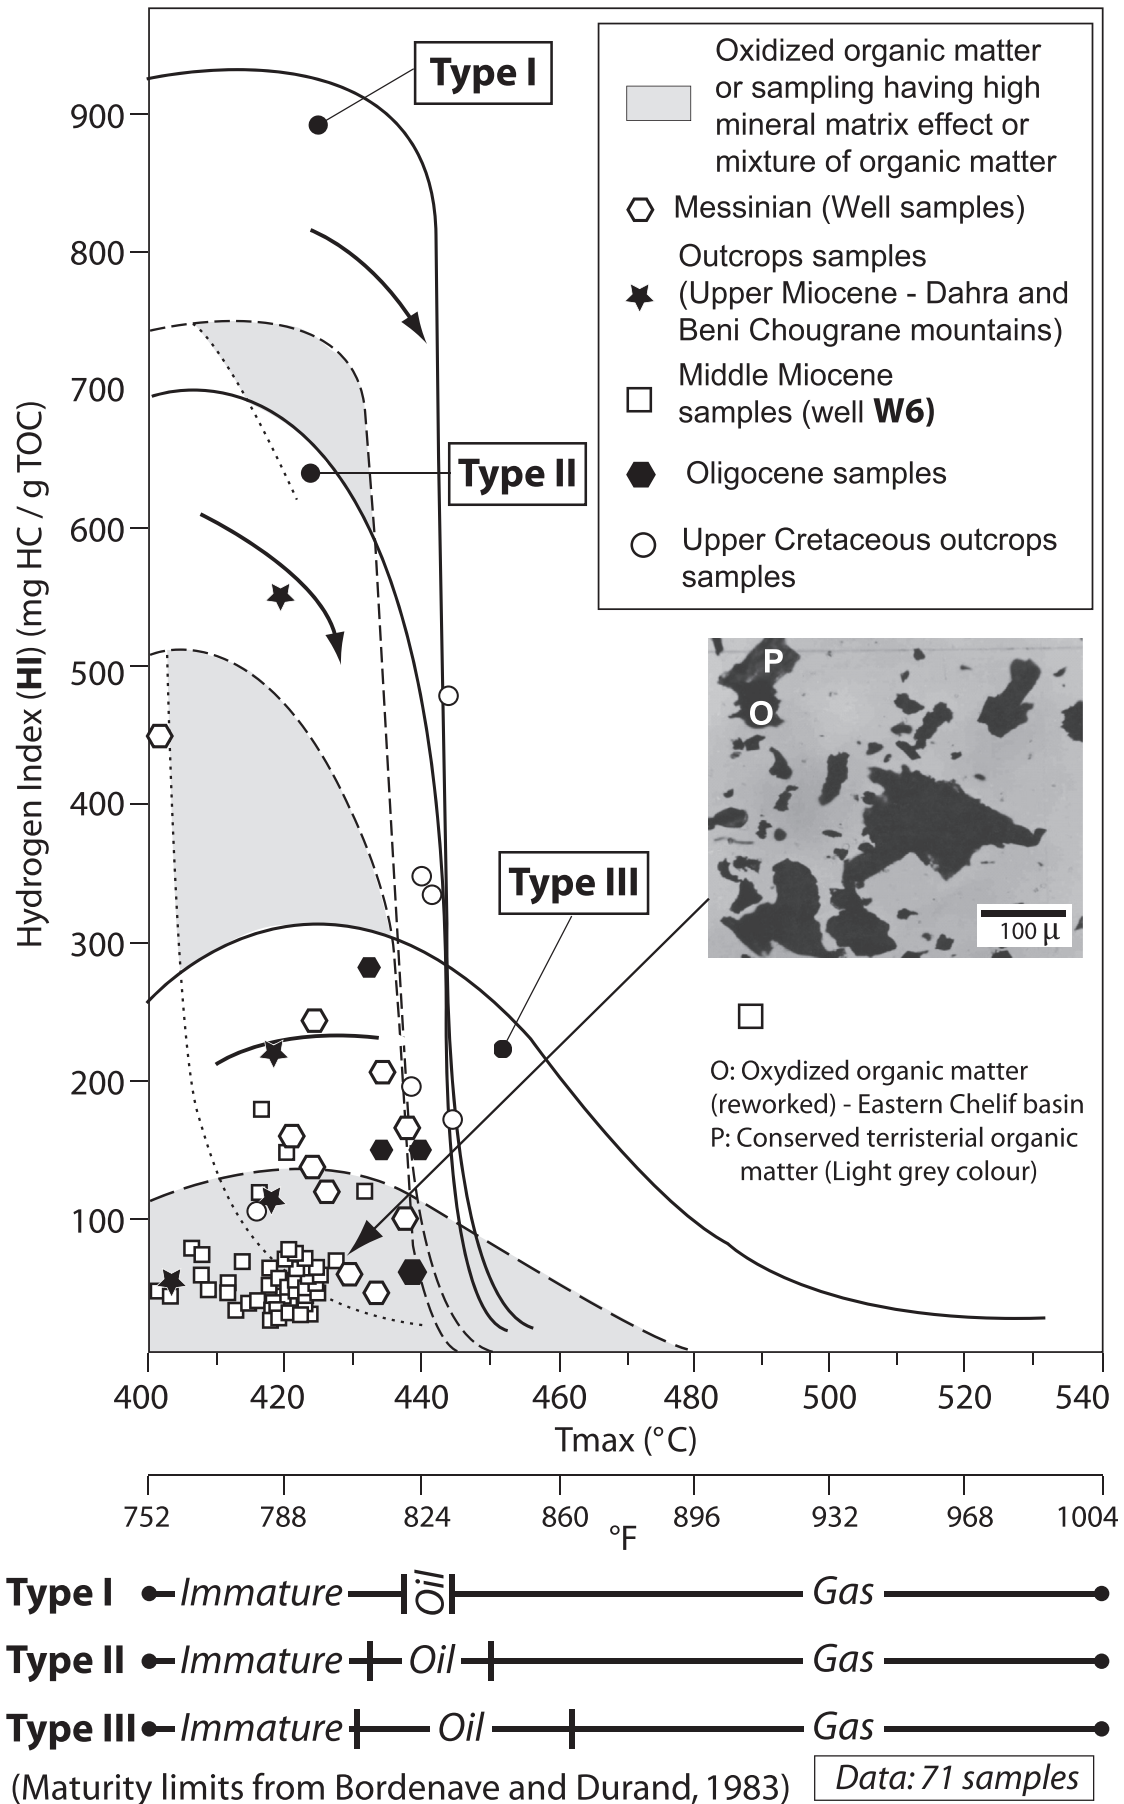 Type I
Oxidized organic matter
or sampling having high
mineral matrix effect or
mixture of organic matter
Messinian (Well samples)
Outcrops samples
(Upper Miocene - Dahra and
Beni Chougrane mountains)
Middle Miocene
samples (well W6)
Oligocene samples
Upper Cretaceous outcrops
samples
Hydrogen Index (HI) (mg HC / g TOC)
900
800
700
600
500
400
300
200
100
Type II
Type III
P
O
100 µ
O: Oxydized organic matter
(reworked) - Eastern Chelif basin
P: Conserved terristerial organic
matter (Light grey colour)
400 420 440 460 480 500 520 540
Tmax (°C)
752 788 824 860 896 932 968 1004
°F
Type I Immature Oil Gas
Type II Immature Oil Gas
Type III Immature Oil Gas
(Maturity limits from Bordenave and Durand, 1983)
Data: 71 samples